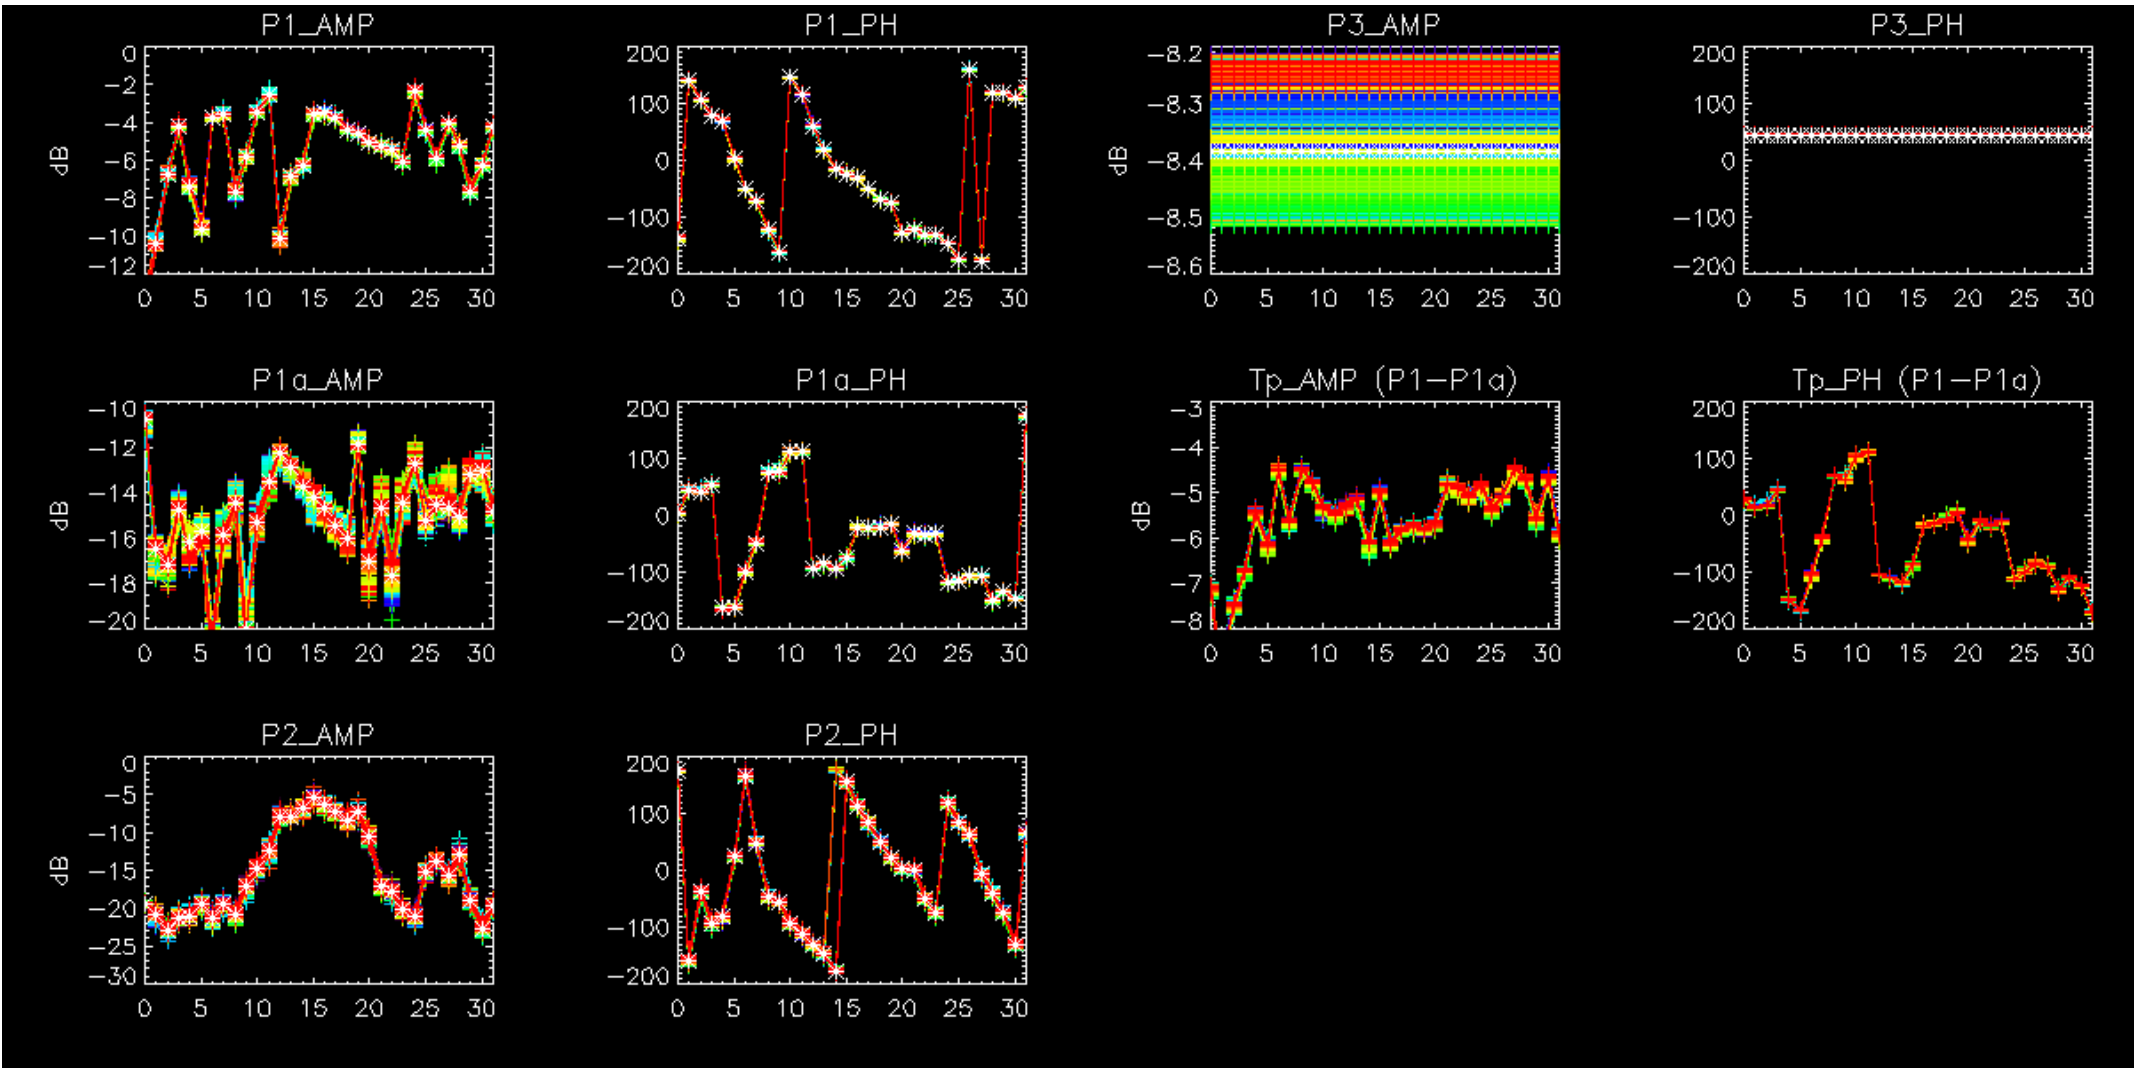 P1_AMP P1_PH P3_AMP P3_PH
0 200 -8.2 200
-2 100 -8.3 100
-4 0 -8.4 0
-6 -100 -8.5 -100
-8 -200 -8.6 -200
-10
-12
dB dB
0 5 10 15 20 25 30 0 5 10 15 20 25 30 0 5 10 15 20 25 30 0 5 10 15 20 25 30
P1a_AMP P1a_PH Tp_AMP (P1-P1a) Tp_PH (P1-P1a)
-10 200 -3 200
-12 100 -4 100
-14 0 -5 0
-16 -100 -6 -100
-18 -200 -7 -200
-20 -8
dB dB
0 5 10 15 20 25 30 0 5 10 15 20 25 30 0 5 10 15 20 25 30 0 5 10 15 20 25 30
P2_AMP P2_PH
0 200
-5 100
-10 0
-15 -100
-20 -200
-25
-30
dB
0 5 10 15 20 25 30 0 5 10 15 20 25 30